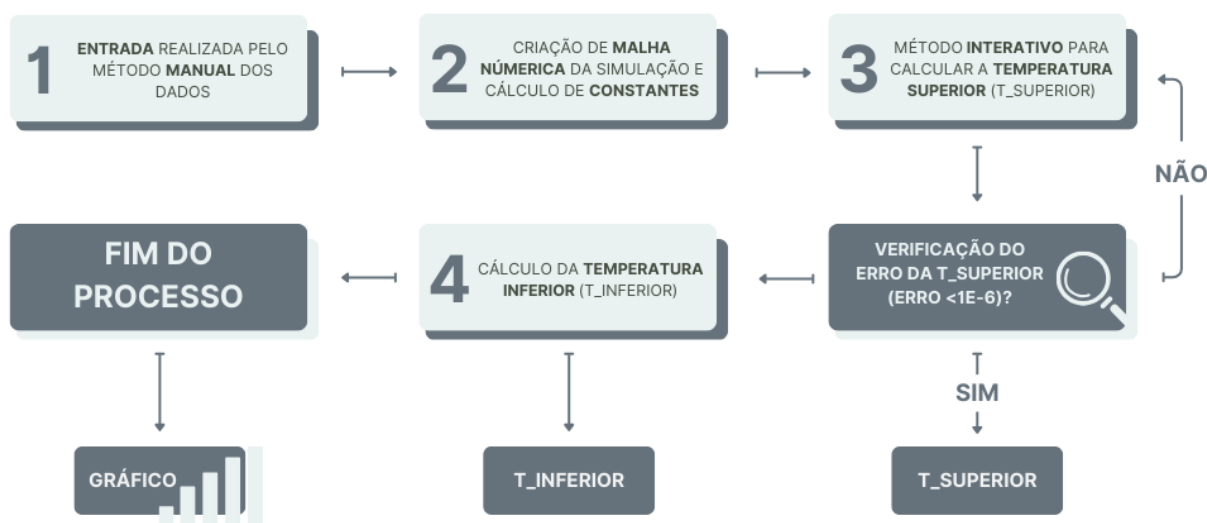 1
ENTRADA REALIZADA PELO
MÉTODO MANUAL DOS
DADOS
2
CRIAÇÃO DE MALHA
NÚMERICA DA SIMULAÇÃO E
CÁLCULO DE CONSTANTES
3
MÉTODO INTERATIVO PARA
CALCULAR A TEMPERATURA
SUPERIOR (T_SUPERIOR)
NÃO
FIM DO
PROCESSO
4
CÁLCULO DA TEMPERATURA
INFERIOR (T_INFERIOR)
VERIFICAÇÃO DO
ERRO DA T_SUPERIOR
(ERRO <1E-6)?
SIM
GRÁFICO
T_INFERIOR
T_SUPERIOR